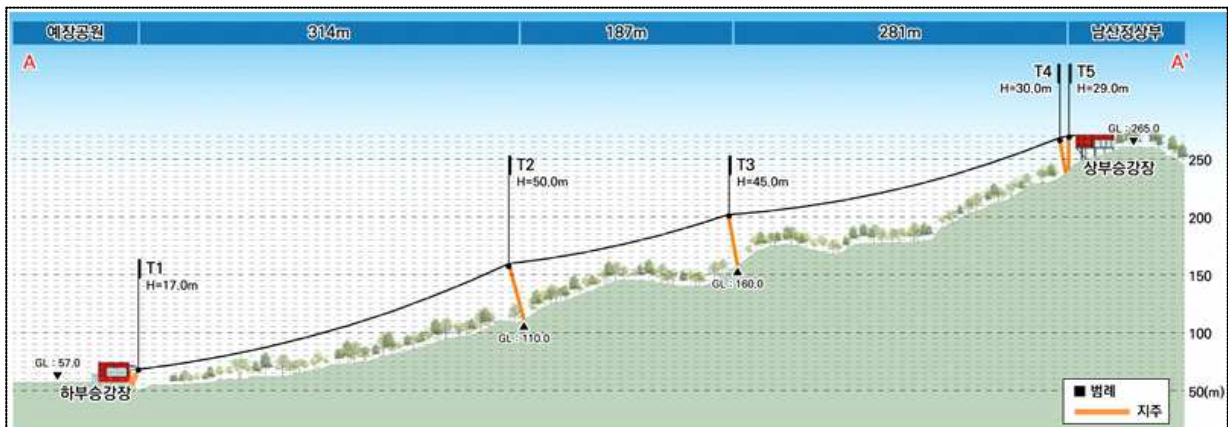 예장공원 314m 187m 281m 남산정상부
A A'
T4 T5
H=30.0m H=29.0m
GL : 265.0
상부승강장
T2
H=50.0m
T3
H=45.0m
250
200
150
100
50(m)
T1
H=17.0m
GL : 160.0
GL : 110.0
GL : 57.0
하부승강장
범례
지주